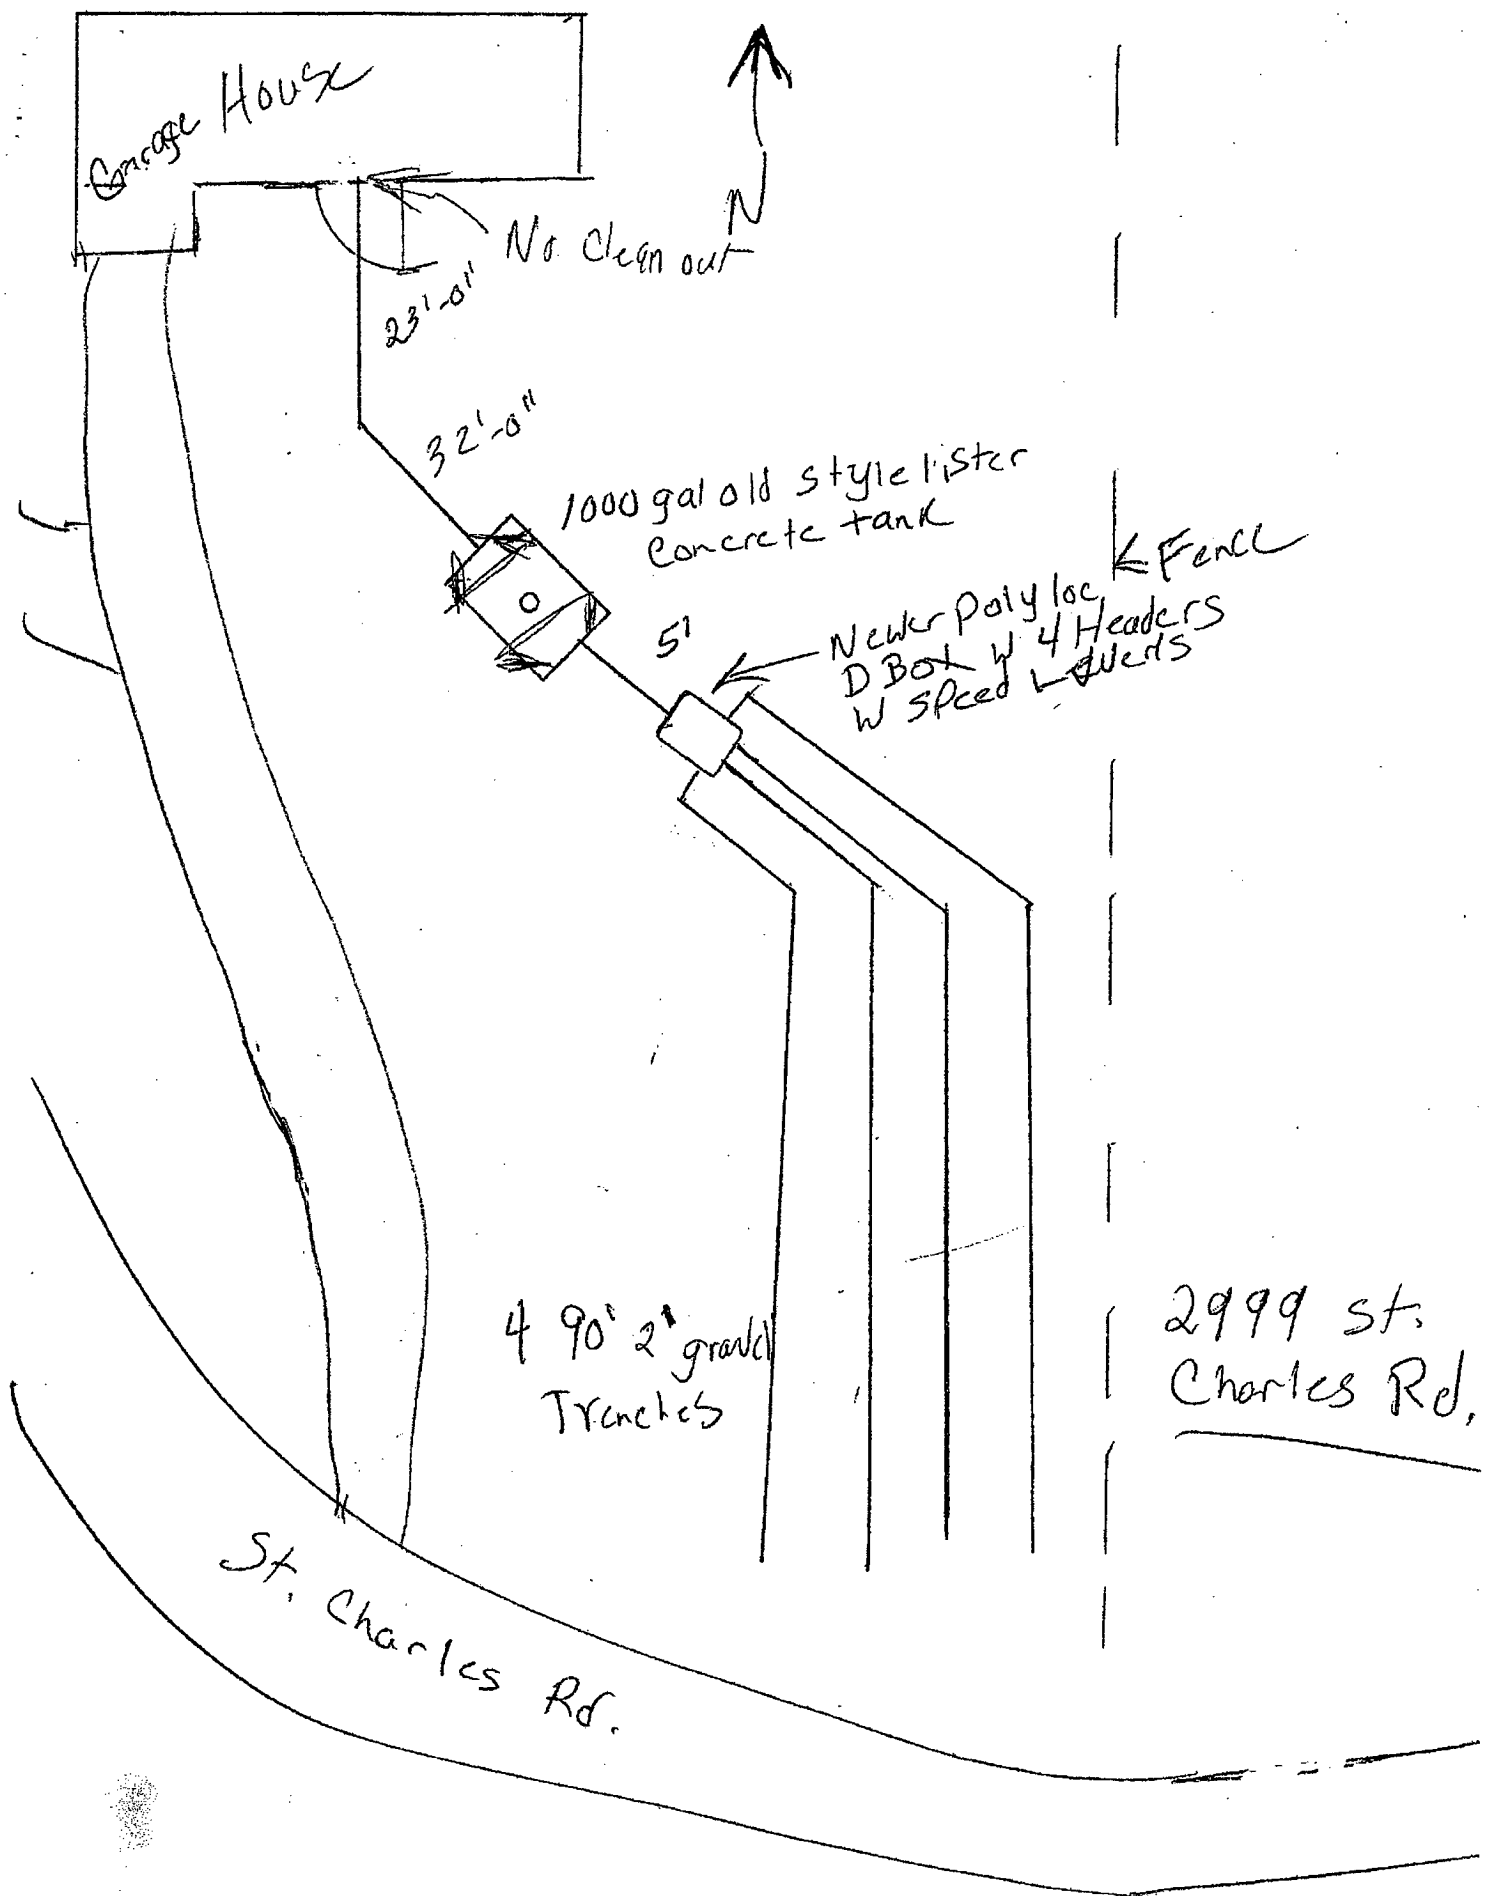 House
Garage
N
No Clean out
23'-0"
32'-0"
1000 gal old style lister
Concrete tank
Fence
5'
Newer Poly loc
D Box W 4 Headers
W Speed
4 90' 2' gravel
Trenches
2999 St.
Charles Rd.
St. Charles Rd.